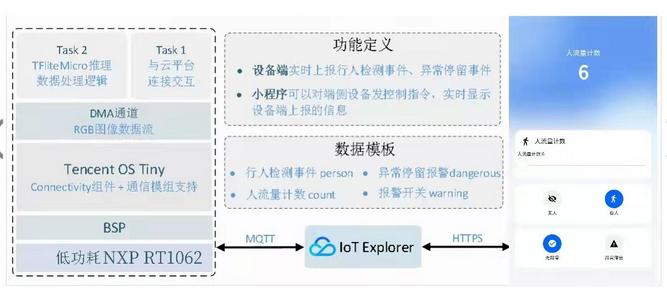 Task 2
TFliteMicro推理
数据处理逻辑
Task 1
与云平台
连接交互
DMA通道
RGB图像数据流
Tencent OS Tiny
Connectivity组件 + 通信模组支持
BSP
低功耗NXP RT1062
功能定义
• 设备端实时上报行人检测事件、异常停留事件
• 小程序可以对端侧设备发控制指令、实时显示
设备端上报的信息
数据模板
• 行人检测事件 person
• 异常停留报警dangerous
• 人流量计数 count
• 报警开关 warning
MQTT
IoT Explorer
HTTPS
人流量计数
6
人流量计数
人流量计数:6
无人
有人